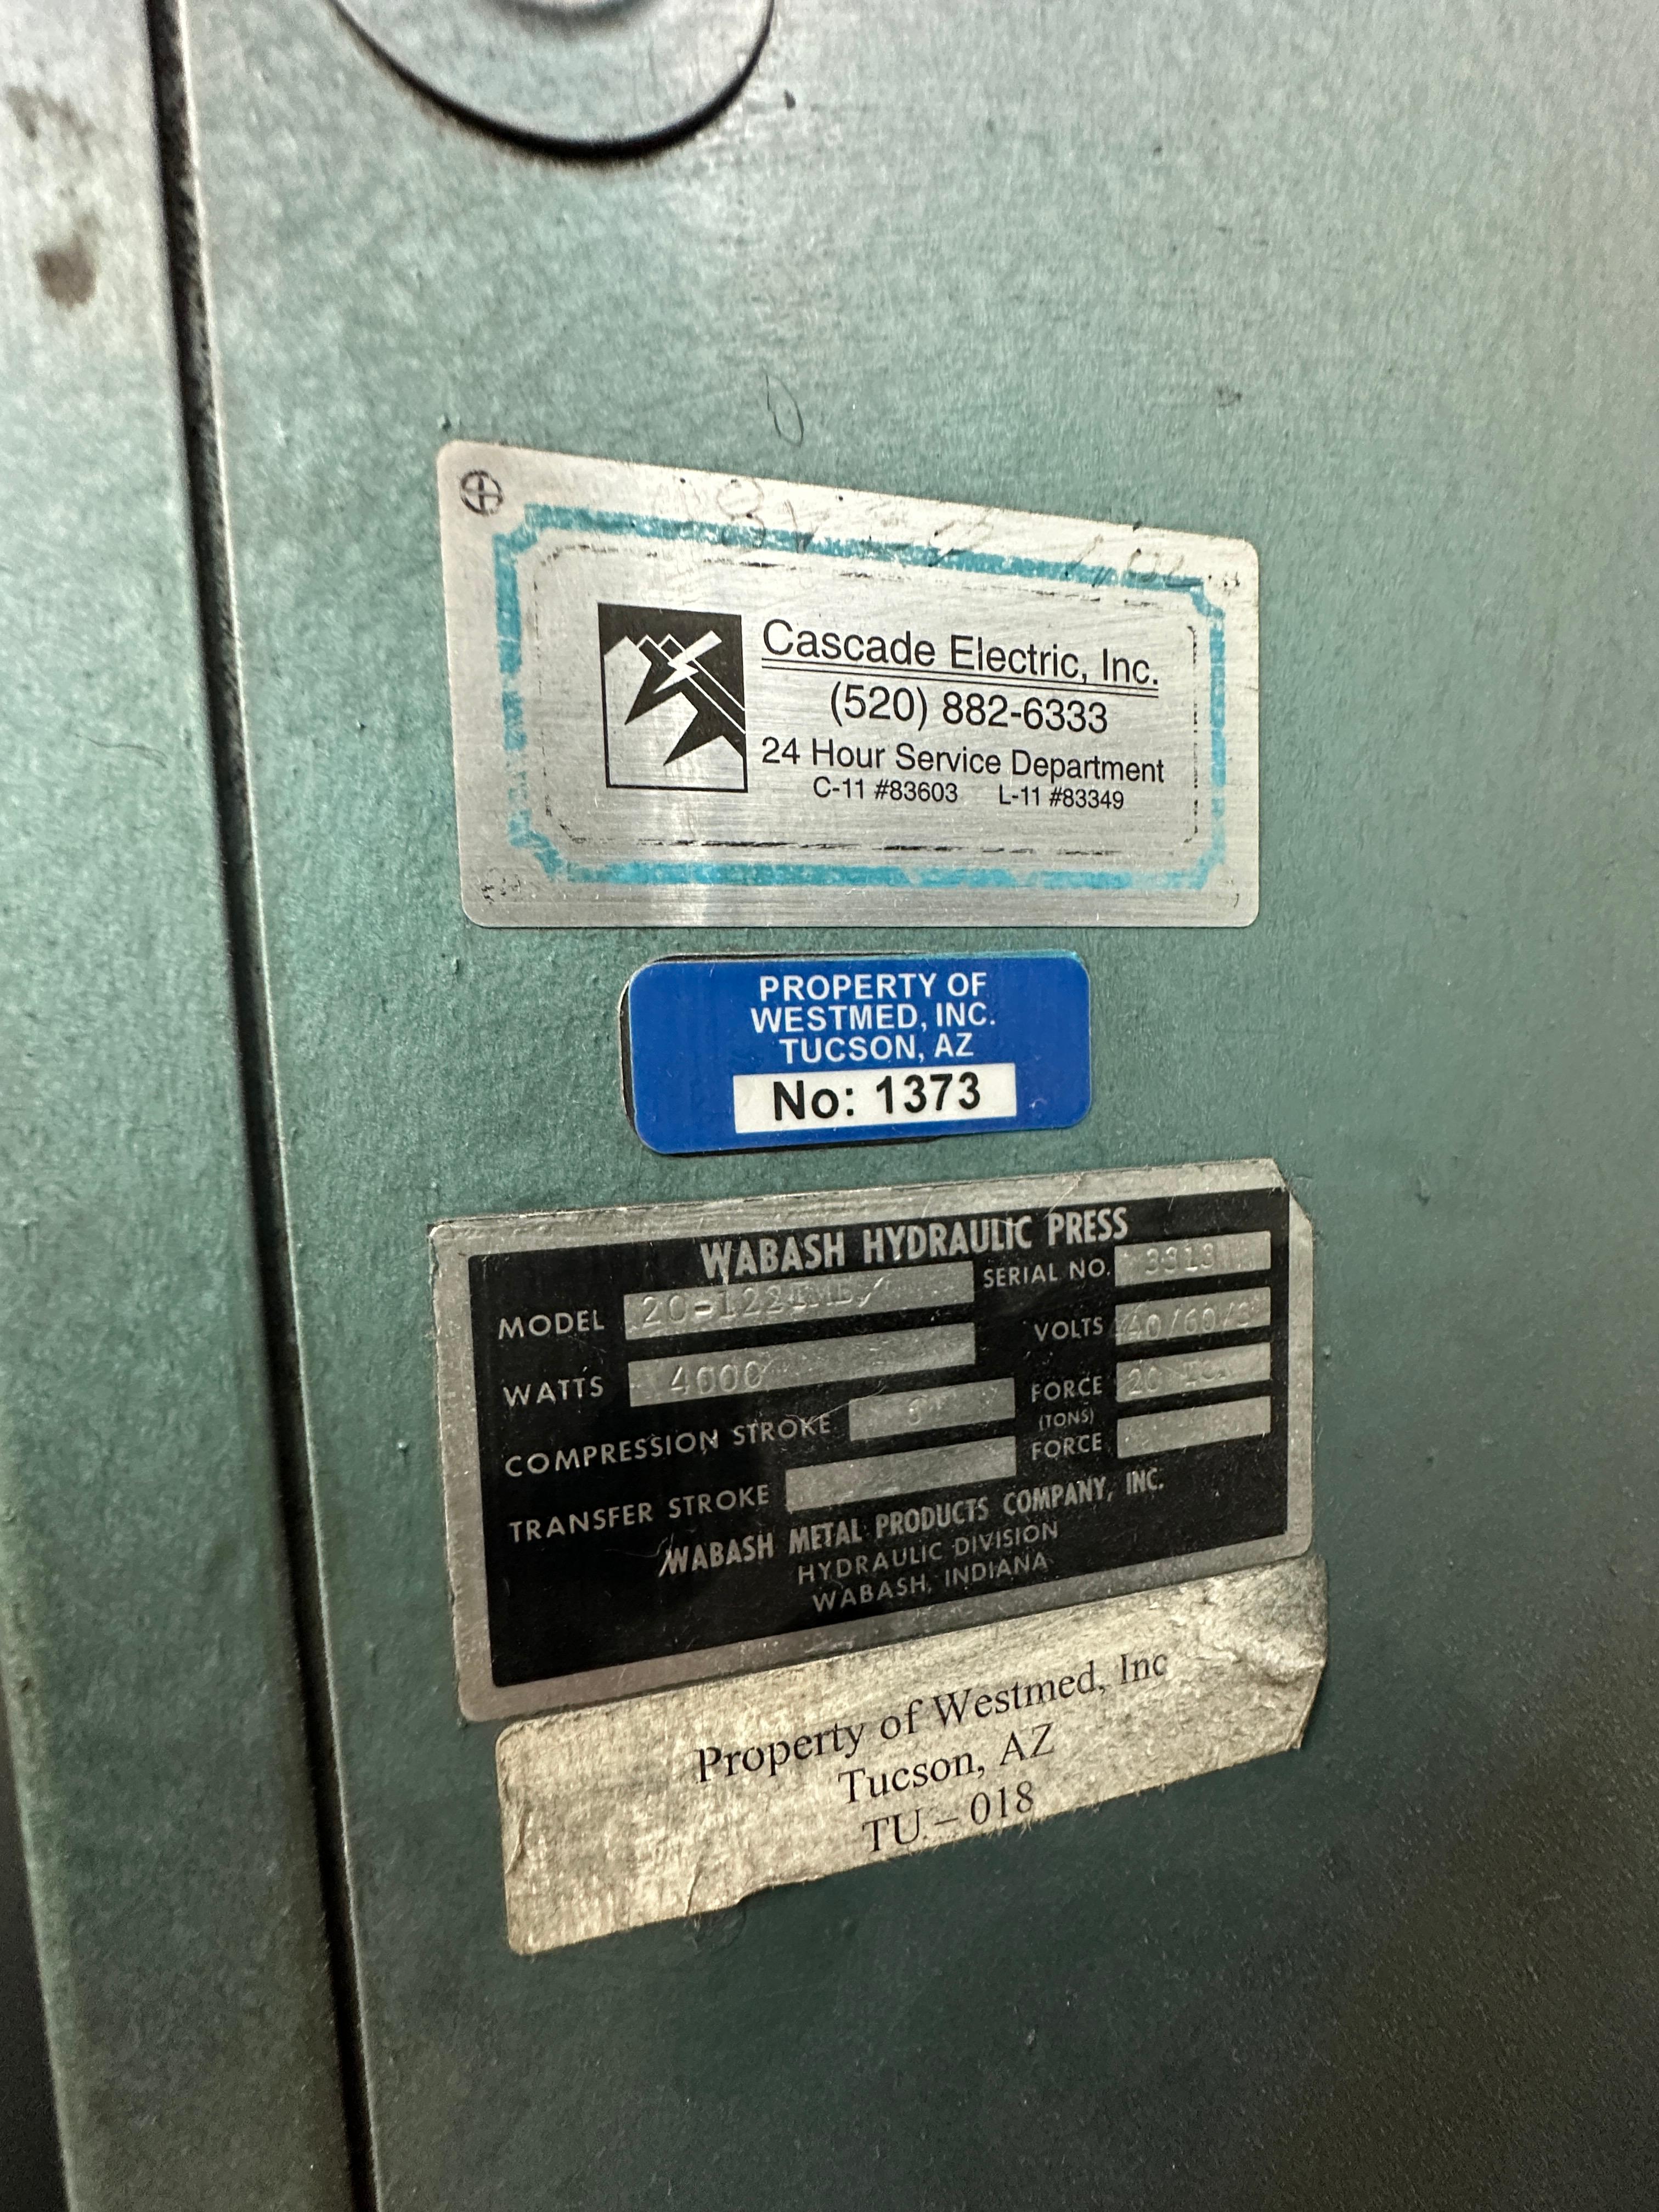 Cascade Electric, Inc.
(520) 882-6333
24 Hour Service Department
C-11 #83603 L-11 #83349
PROPERTY OF
WESTMED, INC.
TUCSON, AZ
No: 1373
WABASH HYDRAULIC PRESS
MODEL SERIAL NO. 3313
WATTS 4000 VOLTS
COMPRESSION STROKE FORCE 20 TON
(TONS)
TRANSFER STROKE FORCE
WABASH METAL PRODUCTS COMPANY, INC.
HYDRAULIC DIVISION
WABASH, INDIANA
Property of Westmed, Inc
Tucson, AZ
TU - 018